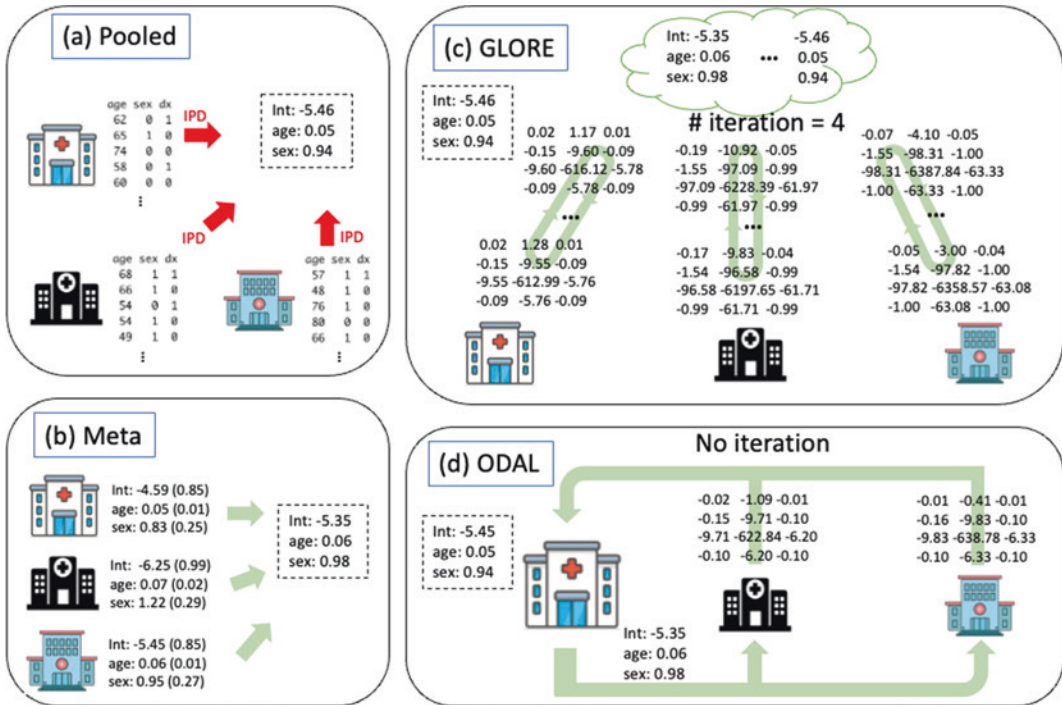 (a) Pooled
age sex dx
62 0 1
65 1 0
74 0 0
58 0 1
60 0 0
⋮
IPD
Int: -5.46
age: 0.05
sex: 0.94
IPD
IPD
age sex dx
68 1 1
66 1 0
54 0 1
54 1 0
49 1 0
⋮
age sex dx
57 1 1
48 1 0
76 1 0
80 0 0
66 1 0
⋮
(b) Meta
Int: -4.59 (0.85)
age: 0.05 (0.01)
sex: 0.83 (0.25)
Int: -6.25 (0.99)
age: 0.07 (0.02)
sex: 1.22 (0.29)
Int: -5.45 (0.85)
age: 0.06 (0.01)
sex: 0.95 (0.27)
Int: -5.35
age: 0.06
sex: 0.98
(c) GLORE
Int: -5.35 -5.46
age: 0.06 ... 0.05
sex: 0.98 0.94
Int: -5.46
age: 0.05
sex: 0.94
# iteration = 4
0.02 1.17 0.01
-0.15 -9.60 -0.09
-9.60 -616.12 -5.78
-0.09 -5.78 -0.09
...
0.02 1.28 0.01
-0.15 -9.55 -0.09
-9.55 -612.99 -5.76
-0.09 -5.76 -0.09
-0.19 -10.92 -0.05
-1.55 -97.09 -0.99
-97.09 -6228.39 -61.97
-0.99 -61.97 -0.99
...
-0.17 -9.83 -0.04
-1.54 -96.58 -0.99
-96.58 -6197.65 -61.71
-0.99 -61.71 -0.99
-0.07 -4.10 -0.05
-1.55 -98.31 -1.00
-98.31 -6387.84 -63.33
-1.00 -63.33 -1.00
...
-0.05 -3.00 -0.04
-1.54 -97.82 -1.00
-97.82 -6358.57 -63.08
-1.00 -63.08 -1.00
(d) ODAL
No iteration
Int: -5.45
age: 0.05
sex: 0.94
-0.02 -1.09 -0.01
-0.15 -9.71 -0.10
-9.71 -622.84 -6.20
-0.10 -6.20 -0.10
-0.01 -0.41 -0.01
-0.16 -9.83 -0.10
-9.83 -638.78 -6.33
-0.10 -6.33 -0.10
Int: -5.35
age: 0.06
sex: 0.98